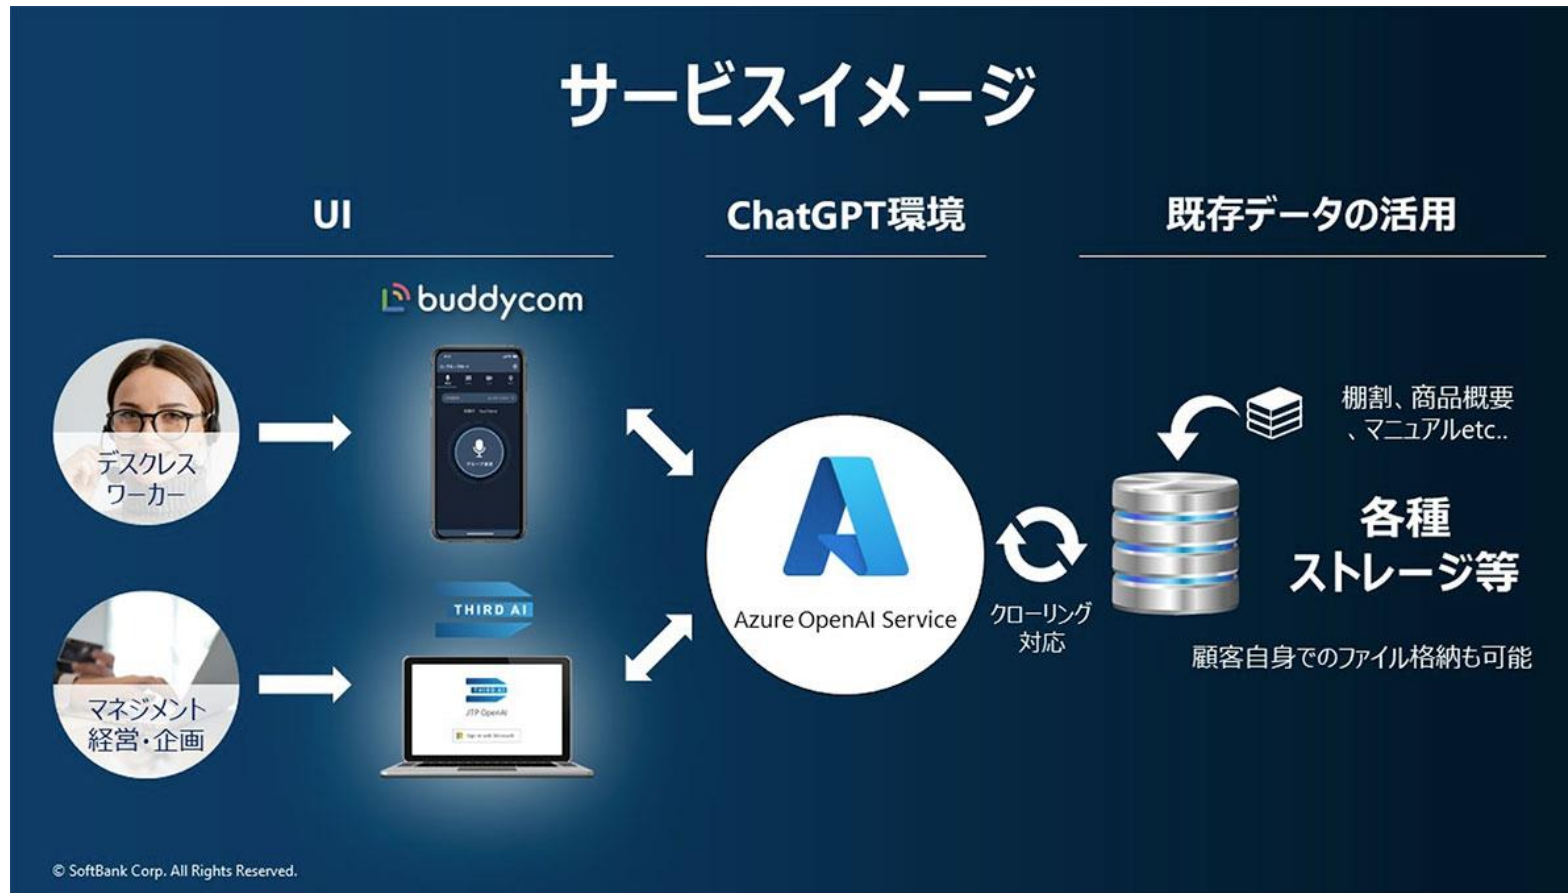 サービスイメージ
UI
ChatGPT環境
既存データの活用
buddycom
デスクレス
ワーカー
棚割、商品概要
、マニュアルetc..
各種
ストレージ等
Azure OpenAI Service
クローリング
対応
顧客自身でのファイル格納も可能
THIRD AI
THIRD AI
JTP OpenAI
Sign in with Microsoft
マネジメント
経営・企画
© SoftBank Corp. All Rights Reserved.